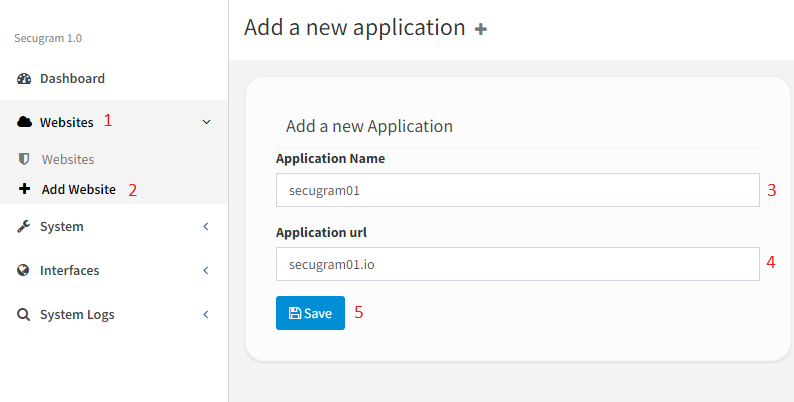 Secugram 1.0
Dashboard
Websites 1
Websites
Add Website 2
System
Interfaces
System Logs
Add a new application
Add a new Application
Application Name
secugram01 3
Application url
secugram01.io 4
Save 5